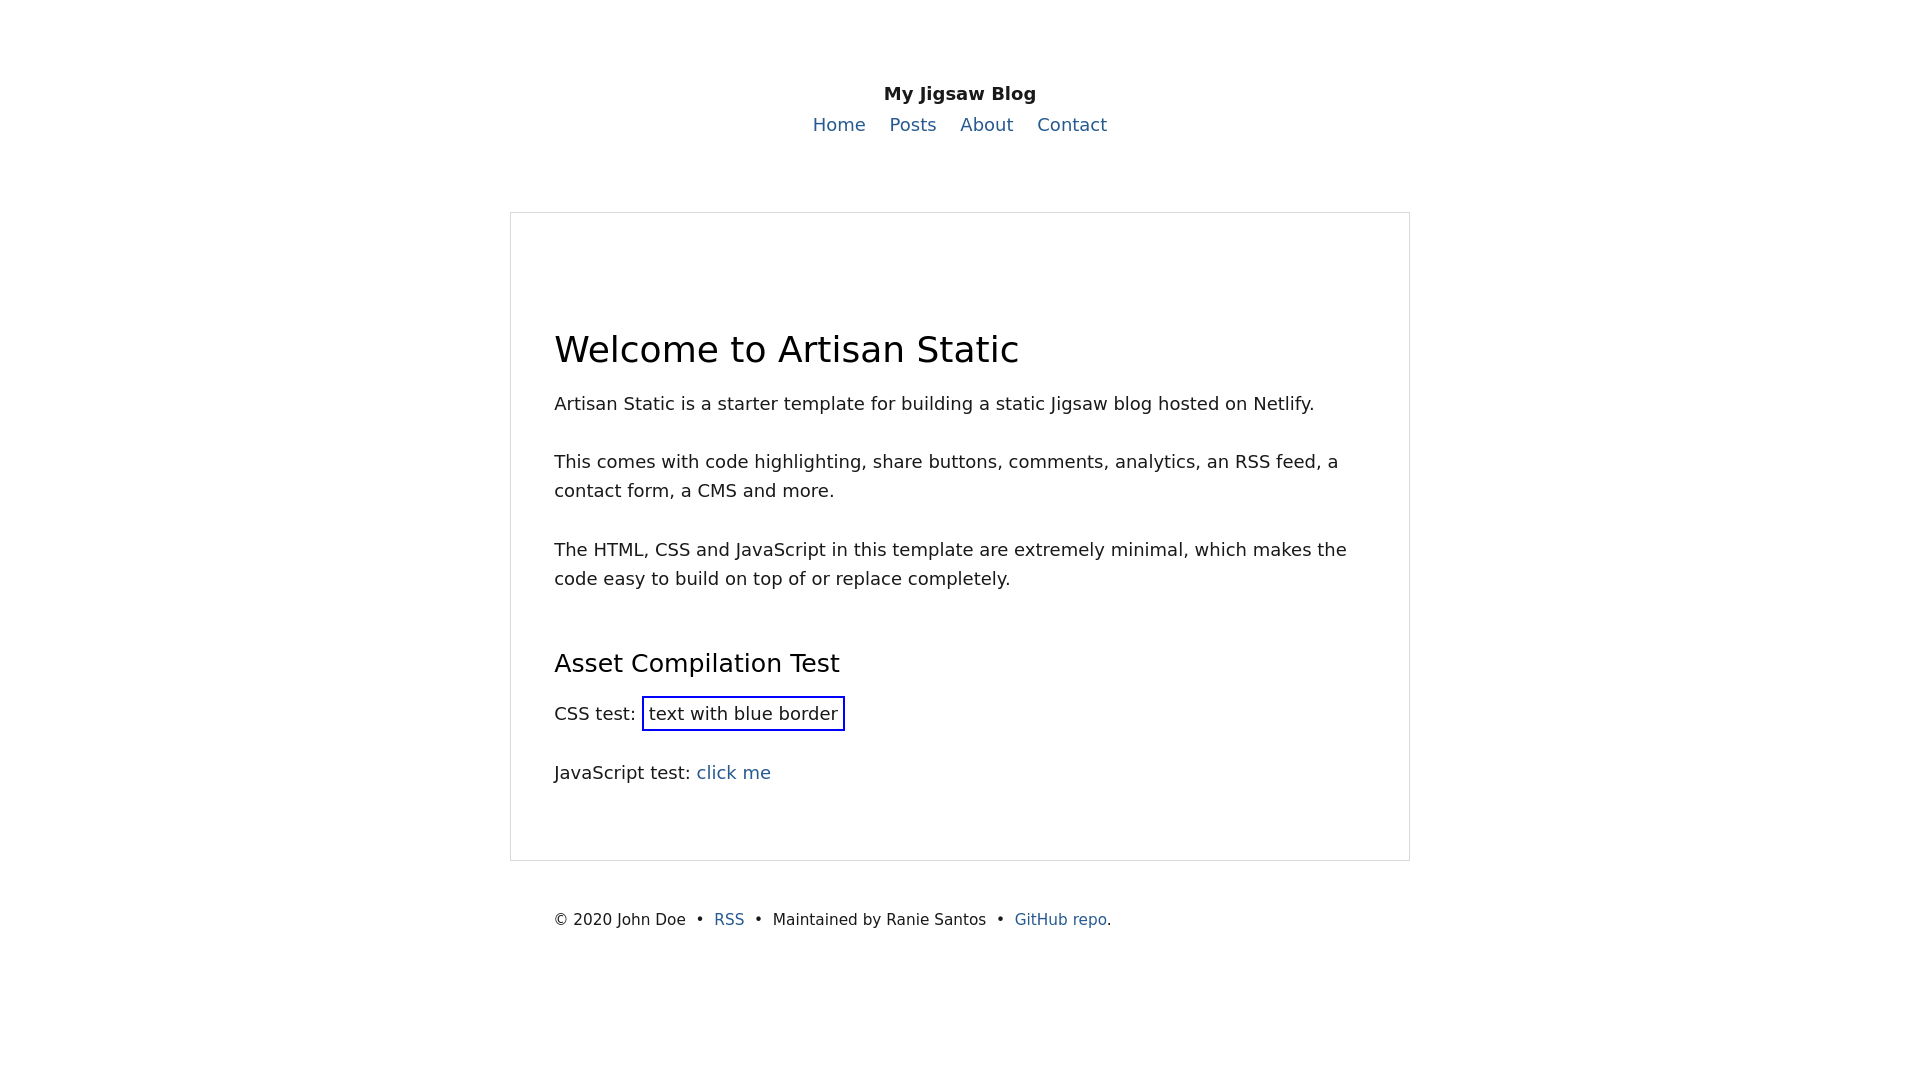 My Jigsaw Blog
Home Posts About Contact
Welcome to Artisan Static
Artisan Static is a starter template for building a static Jigsaw blog hosted on Netlify.
This comes with code highlighting, share buttons, comments, analytics, an RSS feed, a
contact form, a CMS and more.
The HTML, CSS and JavaScript in this template are extremely minimal, which makes the
code easy to build on top of or replace completely.
Asset Compilation Test
CSS test: text with blue border
JavaScript test: click me
© 2020 John Doe • RSS • Maintained by Ranie Santos • GitHub repo.